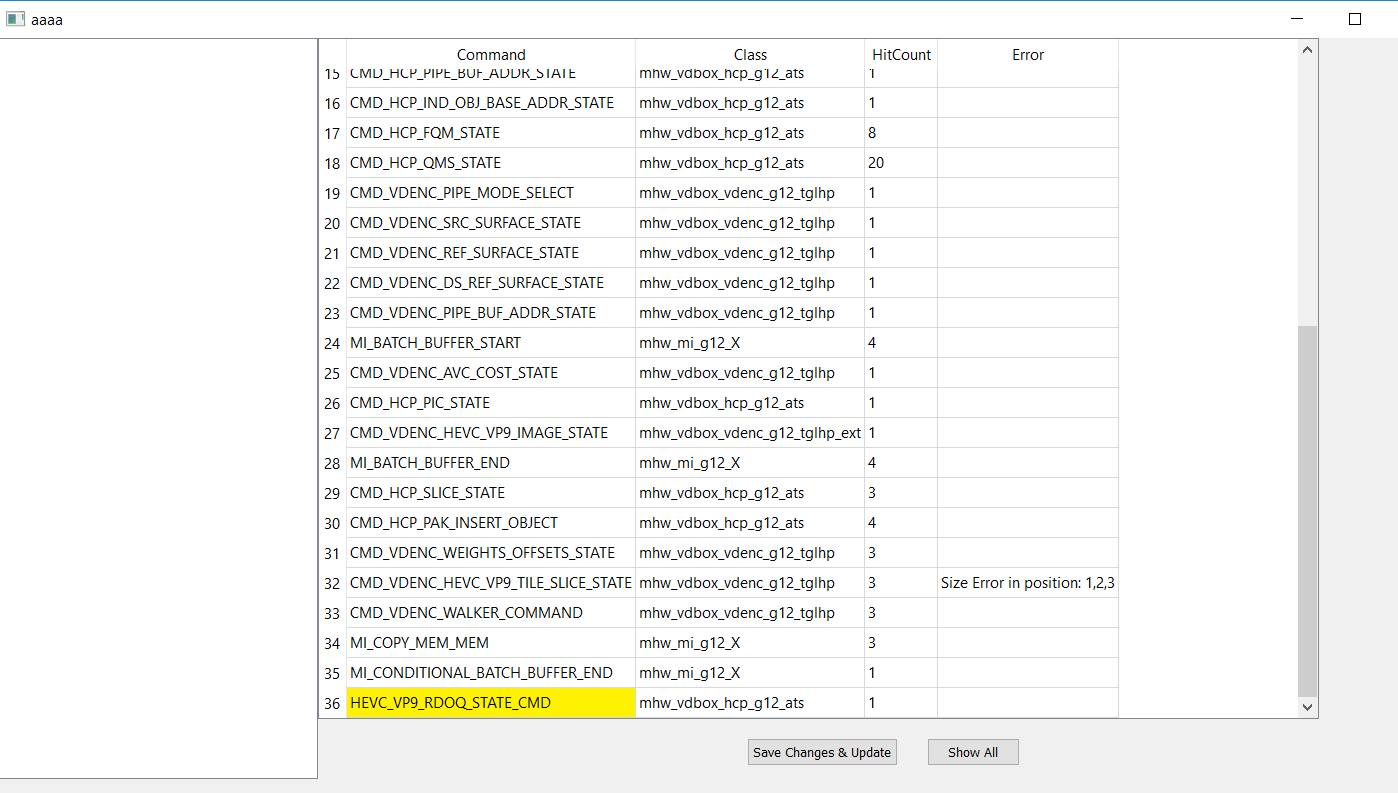 aaaa
Command Class HitCount Error
15 CMD_HCP_PIPE_BUF_ADDR_STATE mhw_vdbox_hcp_g12_ats 1
16 CMD_HCP_IND_OBJ_BASE_ADDR_STATE mhw_vdbox_hcp_g12_ats 1
17 CMD_HCP_FQM_STATE mhw_vdbox_hcp_g12_ats 8
18 CMD_HCP_QMS_STATE mhw_vdbox_hcp_g12_ats 20
19 CMD_VDENC_PIPE_MODE_SELECT mhw_vdbox_vdenc_g12_tglhp 1
20 CMD_VDENC_SRC_SURFACE_STATE mhw_vdbox_vdenc_g12_tglhp 1
21 CMD_VDENC_REF_SURFACE_STATE mhw_vdbox_vdenc_g12_tglhp 1
22 CMD_VDENC_DS_REF_SURFACE_STATE mhw_vdbox_vdenc_g12_tglhp 1
23 CMD_VDENC_PIPE_BUF_ADDR_STATE mhw_vdbox_vdenc_g12_tglhp 1
24 MI_BATCH_BUFFER_START mhw_mi_g12_X 4
25 CMD_VDENC_AVC_COST_STATE mhw_vdbox_vdenc_g12_tglhp 1
26 CMD_HCP_PIC_STATE mhw_vdbox_hcp_g12_ats 1
27 CMD_VDENC_HEVC_VP9_IMAGE_STATE mhw_vdbox_vdenc_g12_tglhp_ext 1
28 MI_BATCH_BUFFER_END mhw_mi_g12_X 4
29 CMD_HCP_SLICE_STATE mhw_vdbox_hcp_g12_ats 3
30 CMD_HCP_PAK_INSERT_OBJECT mhw_vdbox_hcp_g12_ats 4
31 CMD_VDENC_WEIGHTS_OFFSETS_STATE mhw_vdbox_vdenc_g12_tglhp 3
32 CMD_VDENC_HEVC_VP9_TILE_SLICE_STATE mhw_vdbox_vdenc_g12_tglhp 3 Size Error in position: 1,2,3
33 CMD_VDENC_WALKER_COMMAND mhw_vdbox_vdenc_g12_tglhp 3
34 MI_COPY_MEM_MEM mhw_mi_g12_X 3
35 MI_CONDITIONAL_BATCH_BUFFER_END mhw_mi_g12_X 1
36 HEVC_VP9_RDOQ_STATE_CMD mhw_vdbox_hcp_g12_ats 1
Save Changes & Update Show All